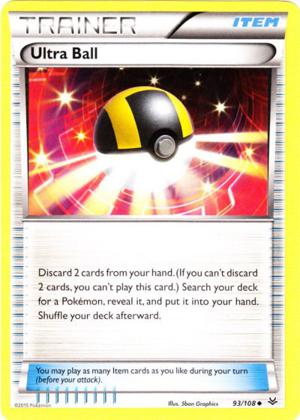 TRAINER
ITEM
Ultra Ball
Discard 2 cards from your hand. (If you can't discard
2 cards, you can't play this card.) Search your deck
for a Pokémon, reveal it, and put it into your hand.
Shuffle your deck afterward.
You may play as many Item cards as you like during your turn
(before your attack).
©2015 Pokémon
Illus. 5ban Graphics
93/108